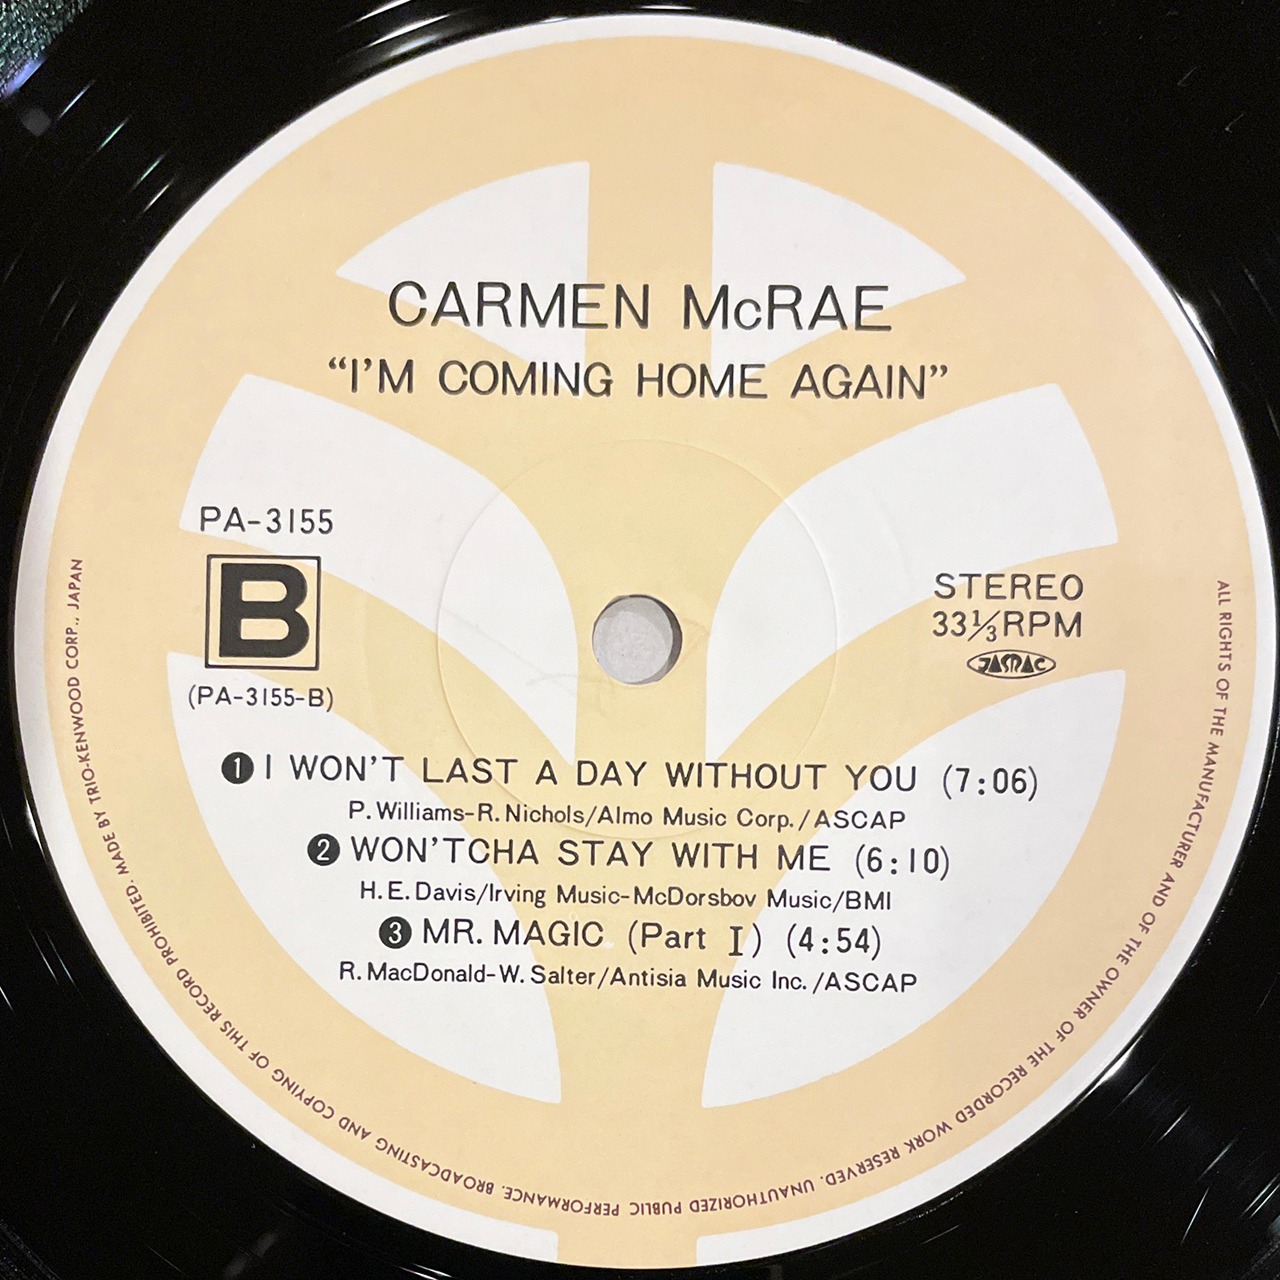 CARMEN McRAE
“I’M COMING HOME AGAIN”
PA-3155
B
(PA-3155-B)
STEREO
33⅓RPM
JASRAC
❶ I WON’T LAST A DAY WITHOUT YOU (7:06)
P. Williams-R. Nichols/Almo Music Corp./ASCAP
❷ WON’TCHA STAY WITH ME (6:10)
H. E. Davis/Irving Music-McDorsbov Music/BMI
❸ MR. MAGIC (Part I) (4:54)
R. MacDonald-W. Salter/Antisia Music Inc./ASCAP
ALL RIGHTS OF THE MANUFACTURER AND OF THE OWNER OF THE RECORDED WORK RESERVED. UNAUTHORIZED PUBLIC PERFORMANCE. BROADCASTING AND COPYING OF THIS RECORD PROHIBITED. MADE BY TRIO-KENWOOD CORP., JAPAN